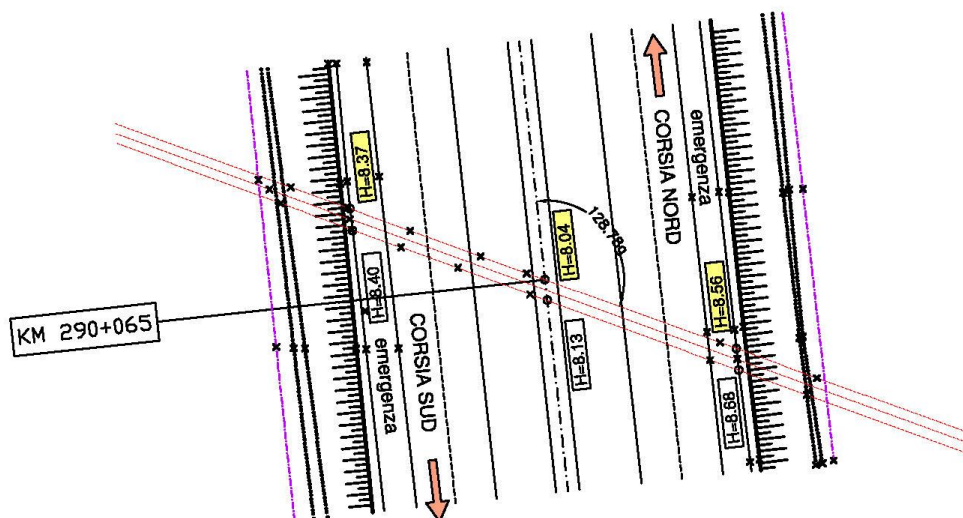 H=8.37
H=8.40
CORSIA SUD
emergenza
KM 290+065
H=8.04
128.780
H=8.13
CORSIA NORD
emergenza
H=8.56
H=8.68